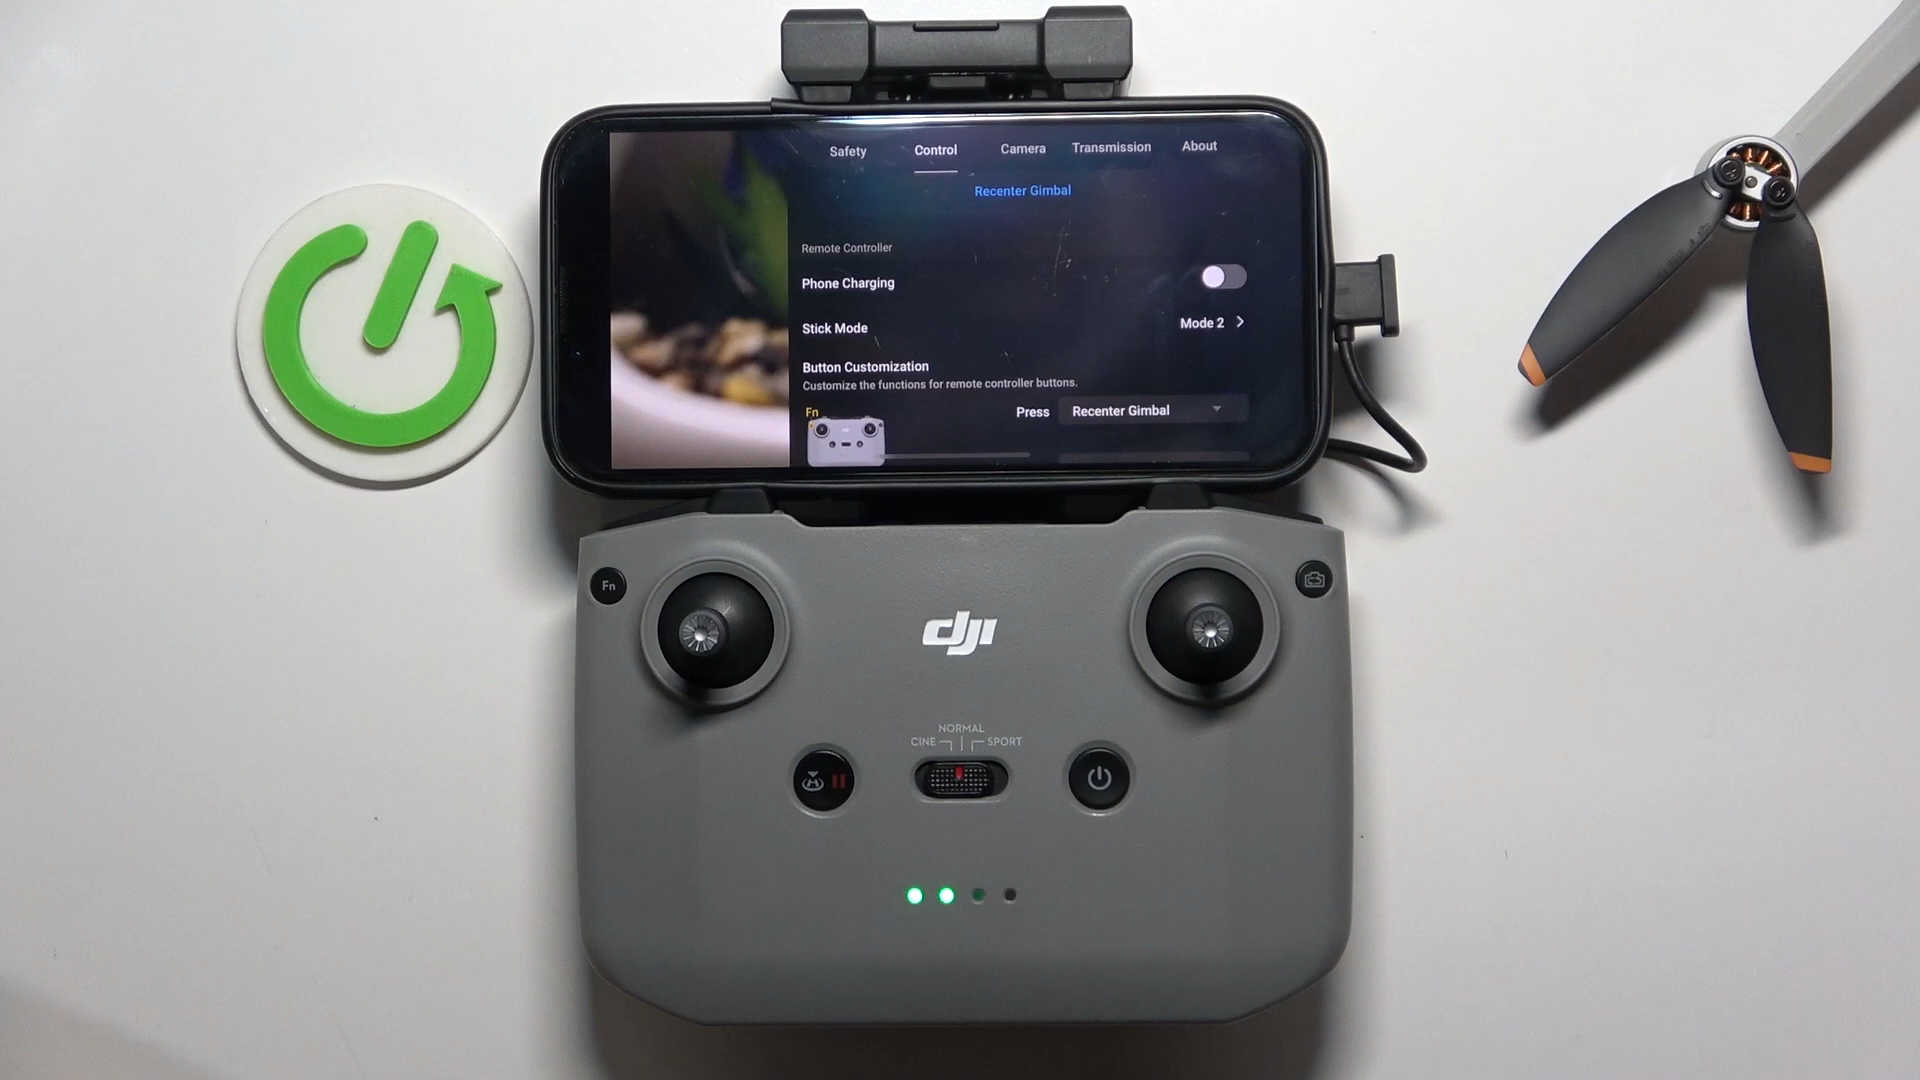 Safety Control Camera Transmission About
Recenter Gimbal
Remote Controller
Phone Charging
Stick Mode Mode 2
Button Customization
Customize the functions for remote controller buttons.
Fn Press Recenter Gimbal
Fn
dji
NORMAL
CINE SPORT